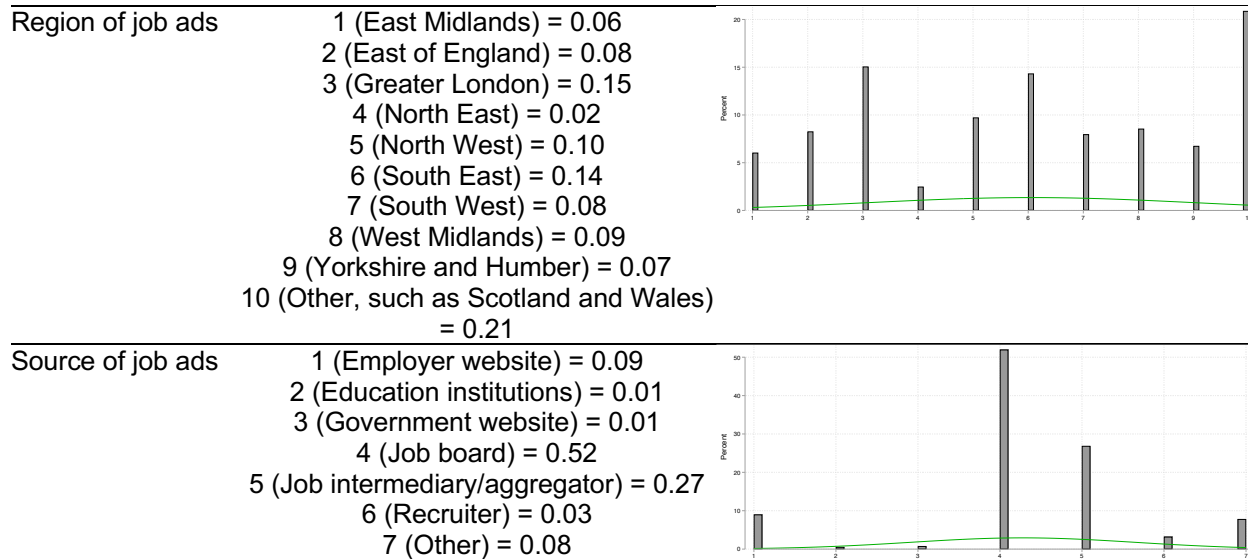 Region of job ads
1 (East Midlands) = 0.06
2 (East of England) = 0.08
3 (Greater London) = 0.15
4 (North East) = 0.02
5 (North West) = 0.10
6 (South East) = 0.14
7 (South West) = 0.08
8 (West Midlands) = 0.09
9 (Yorkshire and Humber) = 0.07
10 (Other, such as Scotland and Wales)
= 0.21
Percent
20
15
10
5
0
1 2 3 4 5 6 7 8 9
Source of job ads
1 (Employer website) = 0.09
2 (Education institutions) = 0.01
3 (Government website) = 0.01
4 (Job board) = 0.52
5 (Job intermediary/aggregator) = 0.27
6 (Recruiter) = 0.03
7 (Other) = 0.08
Percent
50
40
30
20
10
0
1 2 3 4 5 6 7